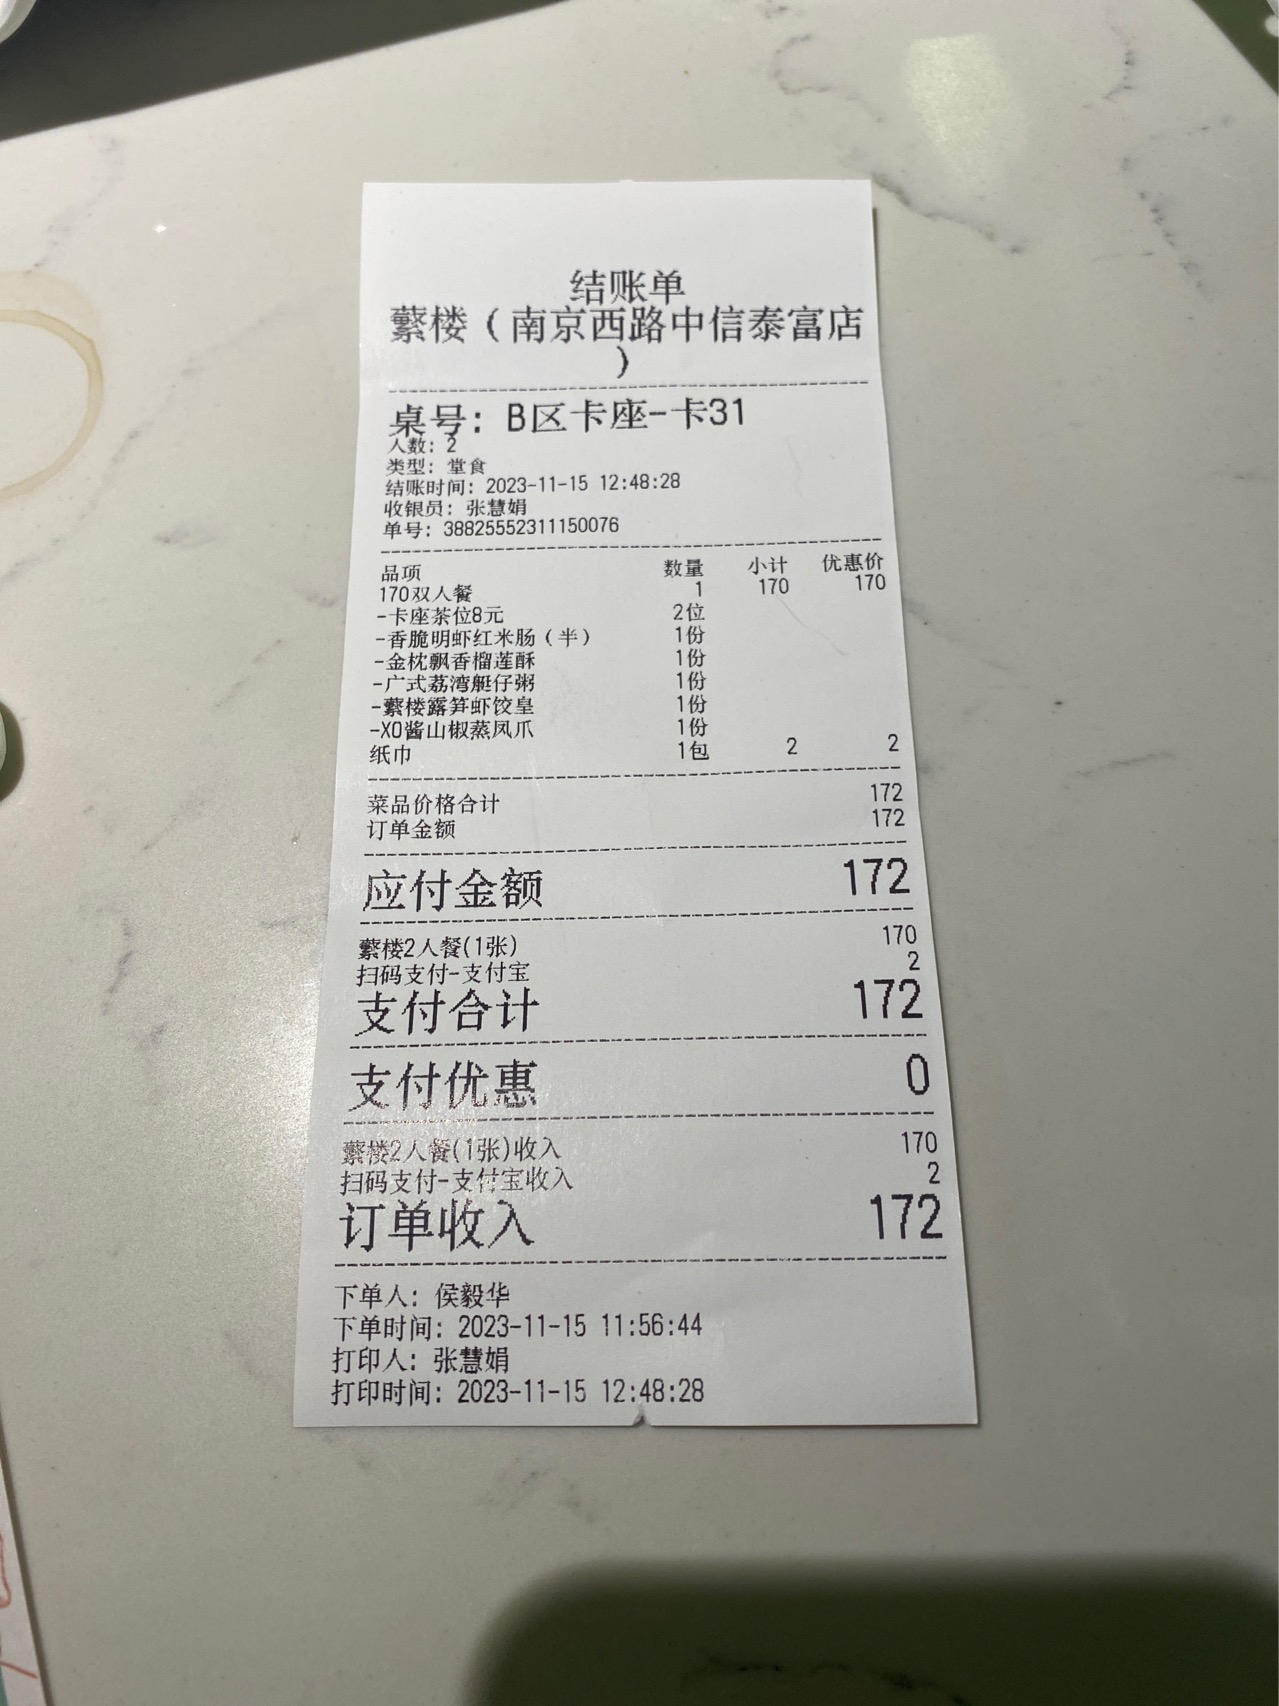 结账单
蘩楼（南京西路中信泰富店
）
桌号: B区卡座-卡31
人数: 2
类型: 堂食
结账时间: 2023-11-15 12:48:28
收银员: 张慧娟
单号: 38825552311150076
品项 数量 小计 优惠价
170双人餐 1 170 170
-卡座茶位8元 2位
-香脆明虾红米肠（半） 1份
-金枕飘香榴莲酥 1份
-广式荔湾艇仔粥 1份
-蘩楼露笋虾饺皇 1份
-XO酱山椒蒸凤爪 1份
纸巾 1包 2 2
菜品价格合计 172
订单金额 172
应付金额 172
蘩楼2人餐(1张) 170
扫码支付-支付宝 2
支付合计 172
支付优惠 0
蘩楼2人餐(1张)收入 170
扫码支付-支付宝收入 2
订单收入 172
下单人: 侯毅华
下单时间: 2023-11-15 11:56:44
打印人: 张慧娟
打印时间: 2023-11-15 12:48:28